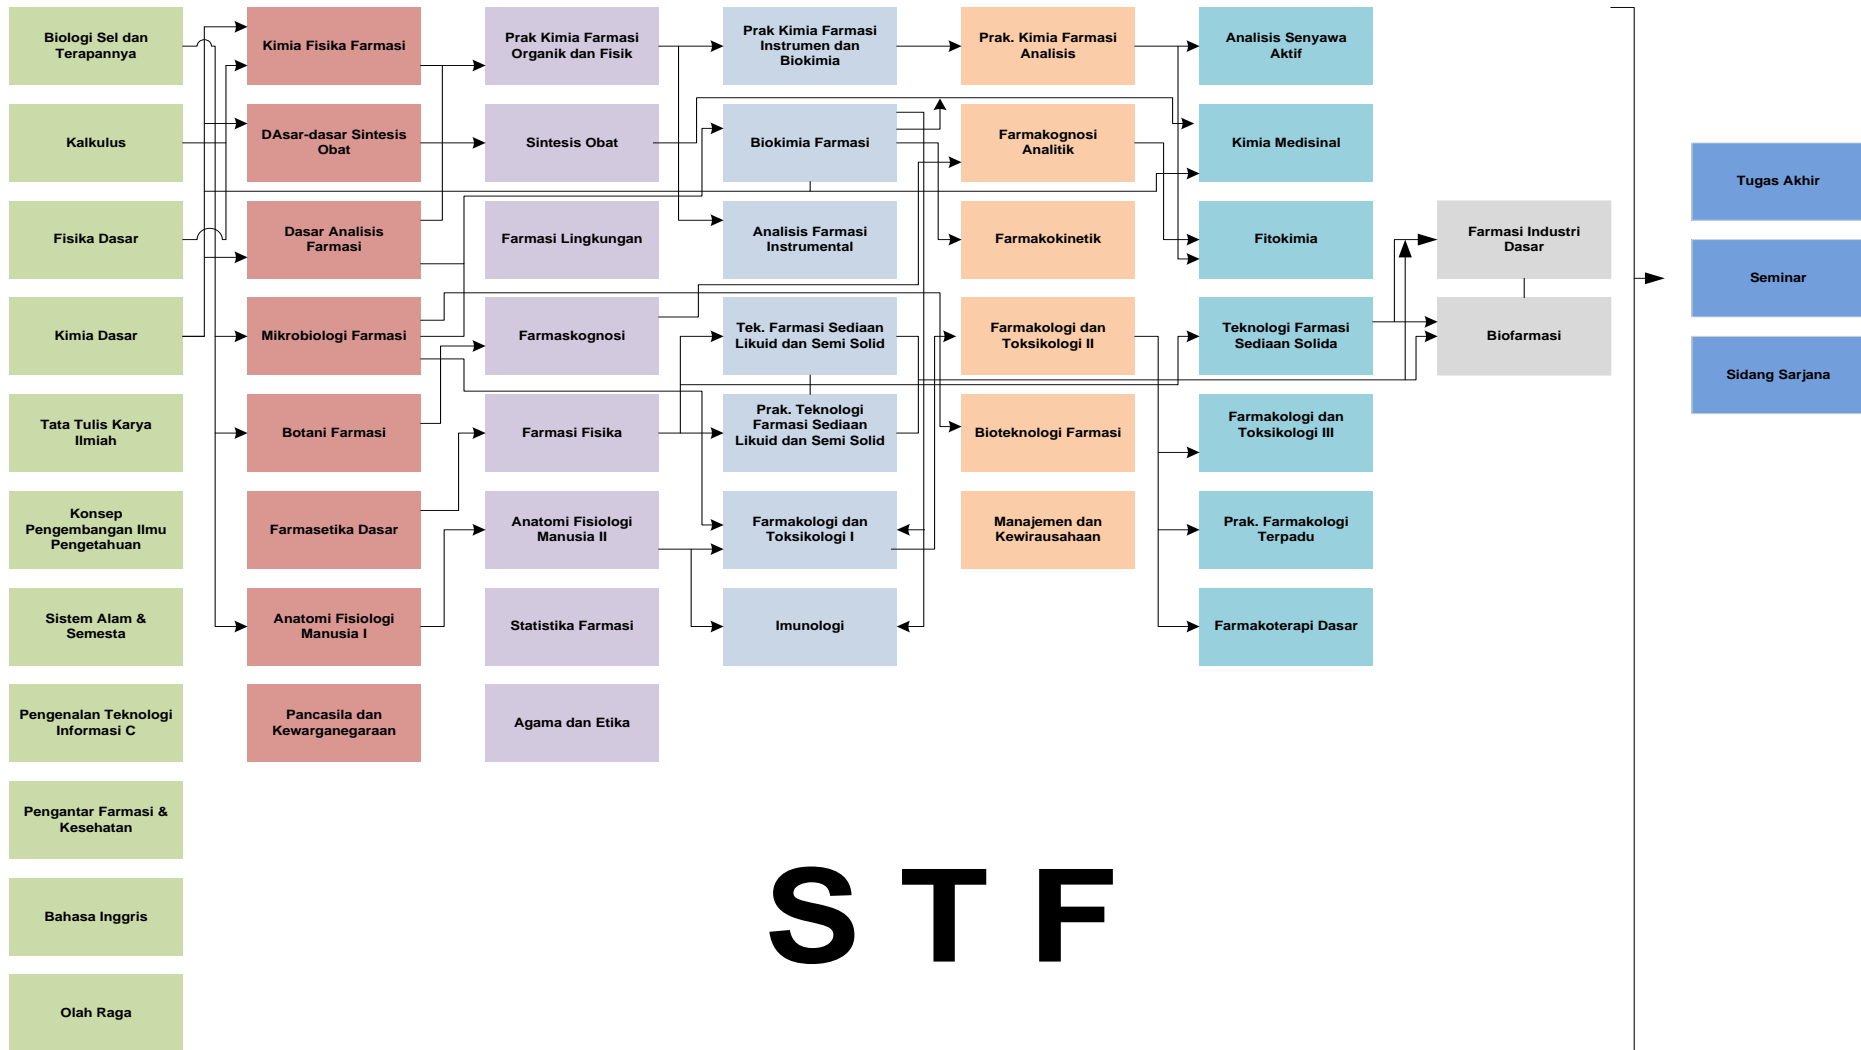 Biologi Sel dan
Terapannya
Kalkulus
Fisika Dasar
Kimia Dasar
Tata Tulis Karya
Ilmiah
Konsep
Pengembangan Ilmu
Pengetahuan
Sistem Alam &
Semesta
Pengenalan Teknologi
Informasi C
Pengantar Farmasi &
Kesehatan
Bahasa Inggris
Olah Raga
Kimia Fisika Farmasi
DAsar-dasar Sintesis
Obat
Dasar Analisis
Farmasi
Mikrobiologi Farmasi
Botani Farmasi
Farmasetika Dasar
Anatomi Fisiologi
Manusia I
Pancasila dan
Kewarganegaraan
Prak Kimia Farmasi
Organik dan Fisik
Sintesis Obat
Farmasi Lingkungan
Farmaskognosi
Farmasi Fisika
Anatomi Fisiologi
Manusia II
Statistika Farmasi
Agama dan Etika
Prak Kimia Farmasi
Instrumen dan
Biokimia
Biokimia Farmasi
Analisis Farmasi
Instrumental
Tek. Farmasi Sediaan
Likuid dan Semi Solid
Prak. Teknologi
Farmasi Sediaan
Likuid dan Semi Solid
Farmakologi dan
Toksikologi I
Imunologi
Prak. Kimia Farmasi
Analisis
Farmakognosi
Analitik
Farmakokinetik
Farmakologi dan
Toksikologi II
Bioteknologi Farmasi
Manajemen dan
Kewirausahaan
Analisis Senyawa
Aktif
Kimia Medisinal
Fitokimia
Teknologi Farmasi
Sediaan Solida
Farmakologi dan
Toksikologi III
Prak. Farmakologi
Terpadu
Farmakoterapi Dasar
Farmasi Industri
Dasar
Biofarmasi
Tugas Akhir
Seminar
Sidang Sarjana
S T F